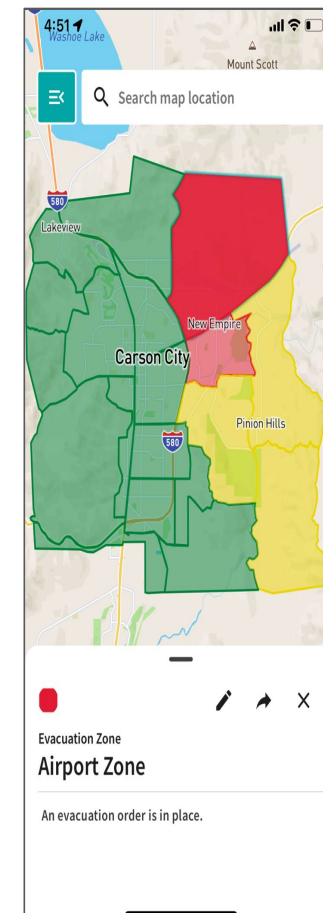 4:51
Washoe Lake
Mount Scott
Search map location
580
Lakeview
New Empire
Carson City
Pinion Hills
580
Evacuation Zone
Airport Zone
An evacuation order is in place.